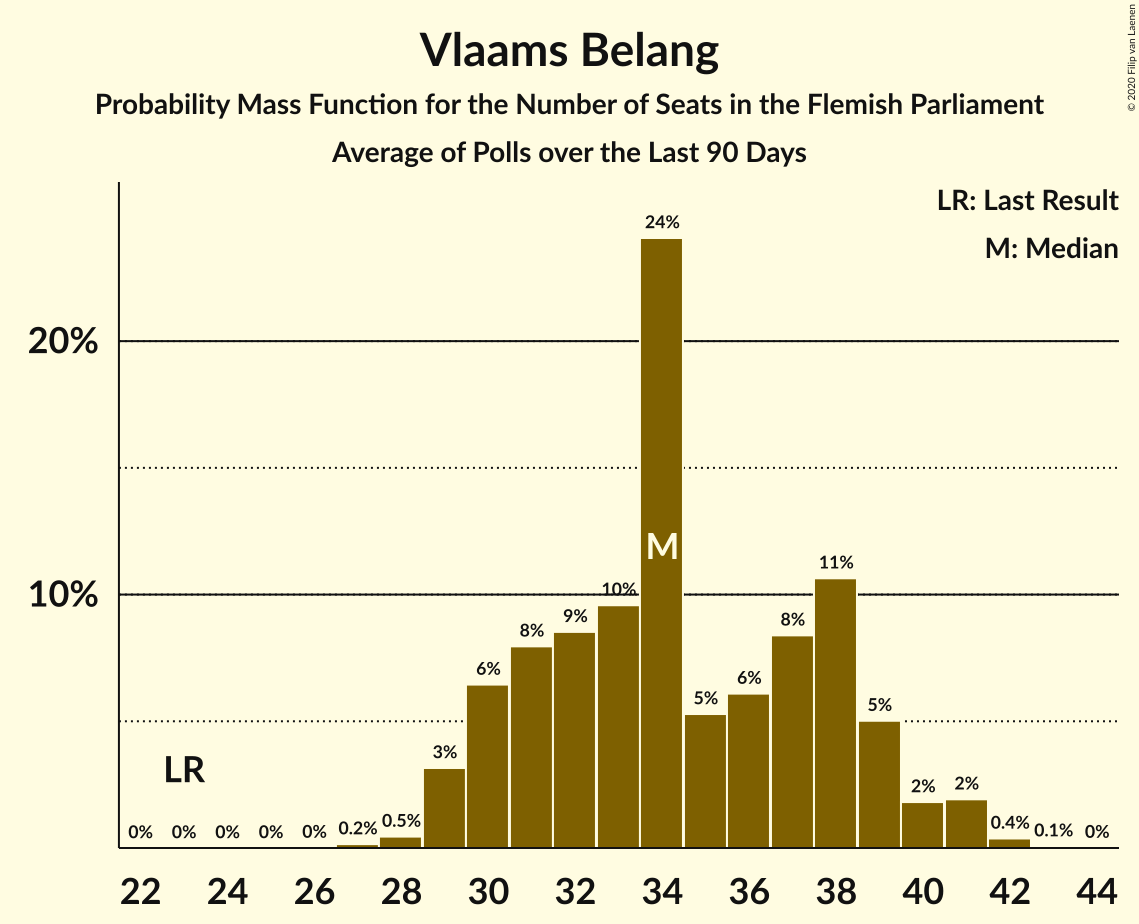 Vlaams Belang
Probability Mass Function for the Number of Seats in the Flemish Parliament
Average of Polls over the Last 90 Days
© 2020 Filip van Laenen
LR: Last Result
M: Median
20%
10%
LR
M
0%
0%
0%
0%
0%
0.2%
0.5%
3%
6%
8%
9%
10%
24%
5%
6%
8%
11%
5%
2%
2%
0.4%
0.1%
0%
22 24 26 28 30 32 34 36 38 40 42 44